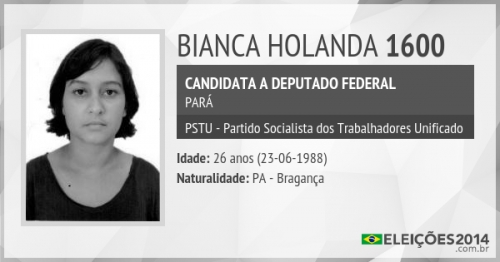 BIANCA HOLANDA 1600
CANDIDATA A DEPUTADO FEDERAL
PARÁ
PSTU - Partido Socialista dos Trabalhadores Unificado
Idade: 26 anos (23-06-1988)
Naturalidade: PA - Bragança
ELEIÇÕES2014
.com.br